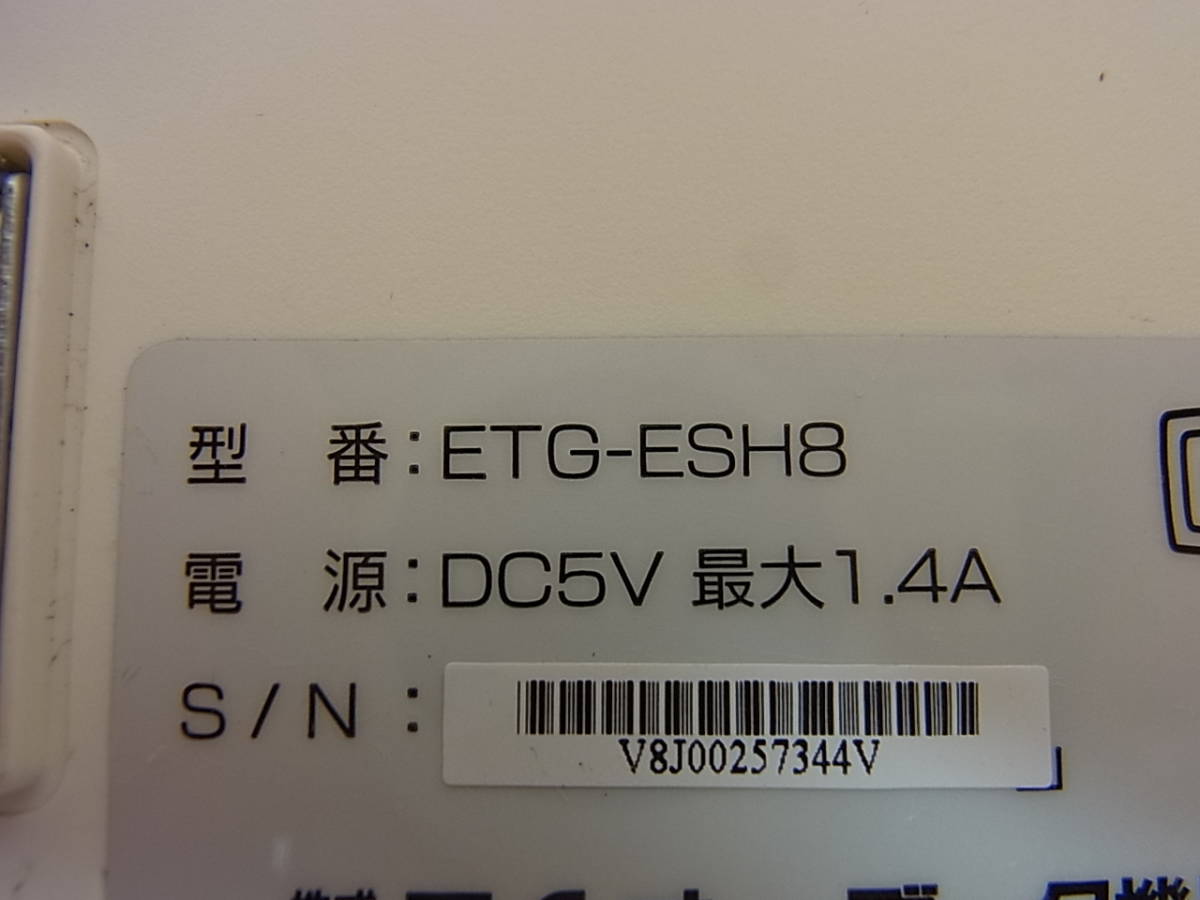 型 番:ETG-ESH8
電 源:DC5V 最大1.4A
S/N :
V8J00257344V